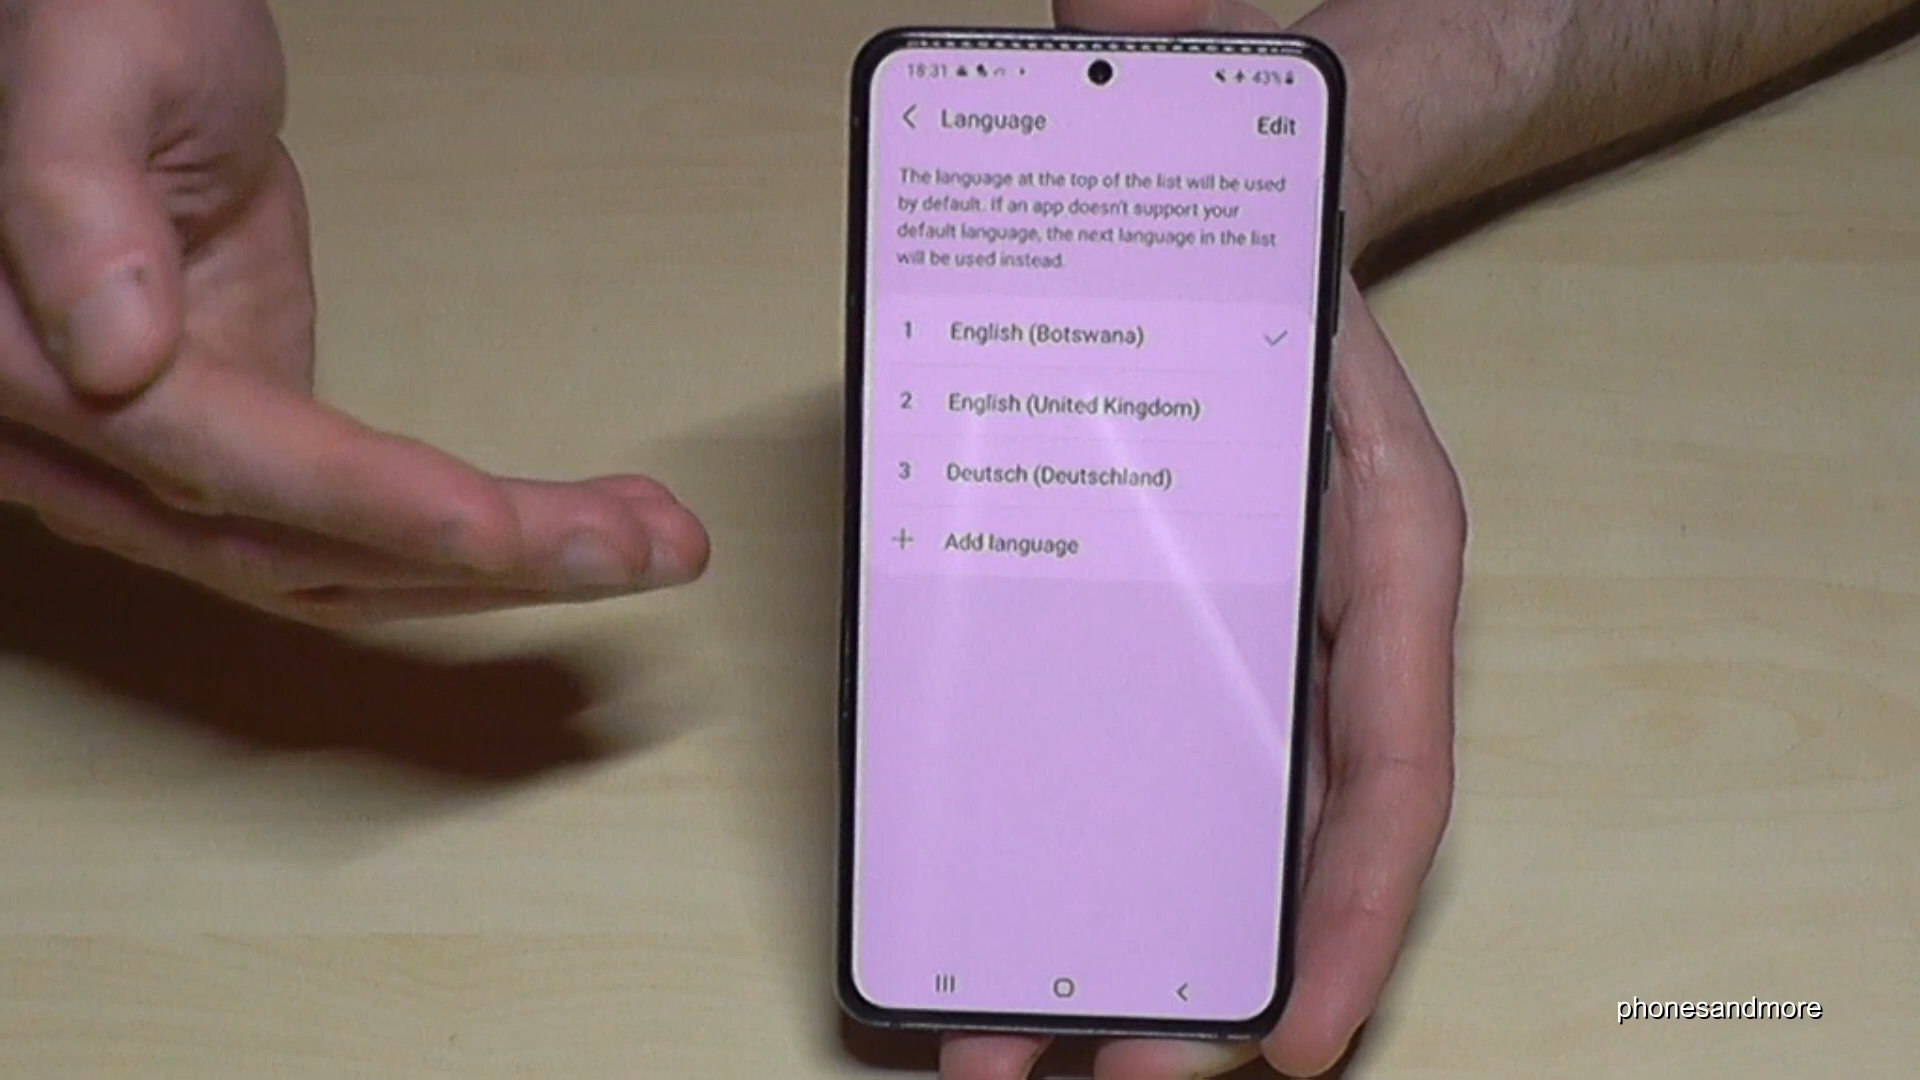 18:31
43%
Language
Edit
The language at the top of the list will be used
by default. If an app doesn't support your
default language, the next language in the list
will be used instead.
1 English (Botswana)
2 English (United Kingdom)
3 Deutsch (Deutschland)
+ Add language
phonesandmore